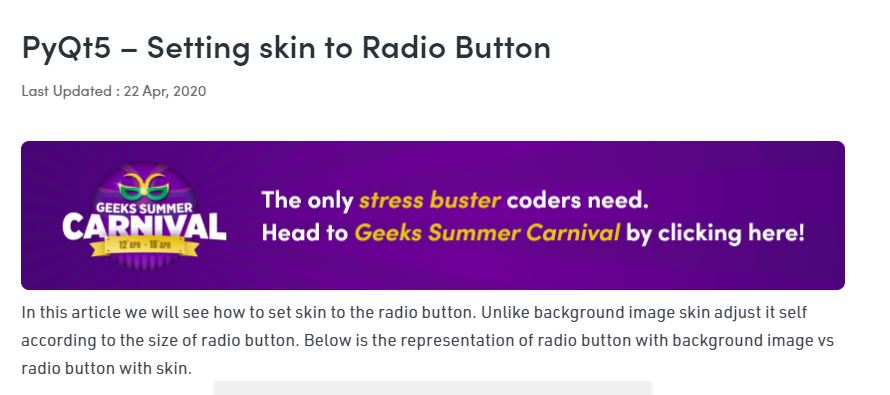 PyQt5 – Setting skin to Radio Button
Last Updated : 22 Apr, 2020
GEEKS SUMMER
CARNIVAL
12th APR - 18th APR
The only stress buster coders need.
Head to Geeks Summer Carnival by clicking here!
In this article we will see how to set skin to the radio button. Unlike background image skin adjust it self
according to the size of radio button. Below is the representation of radio button with background image vs
radio button with skin.